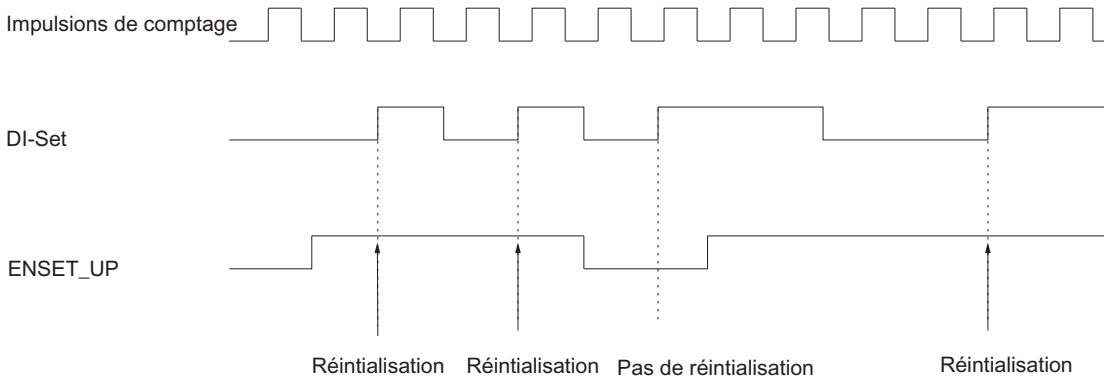 Impulsions de comptage
DI-Set
ENSET_UP
Réintialisation Réintialisation Pas de réintialisation Réintialisation